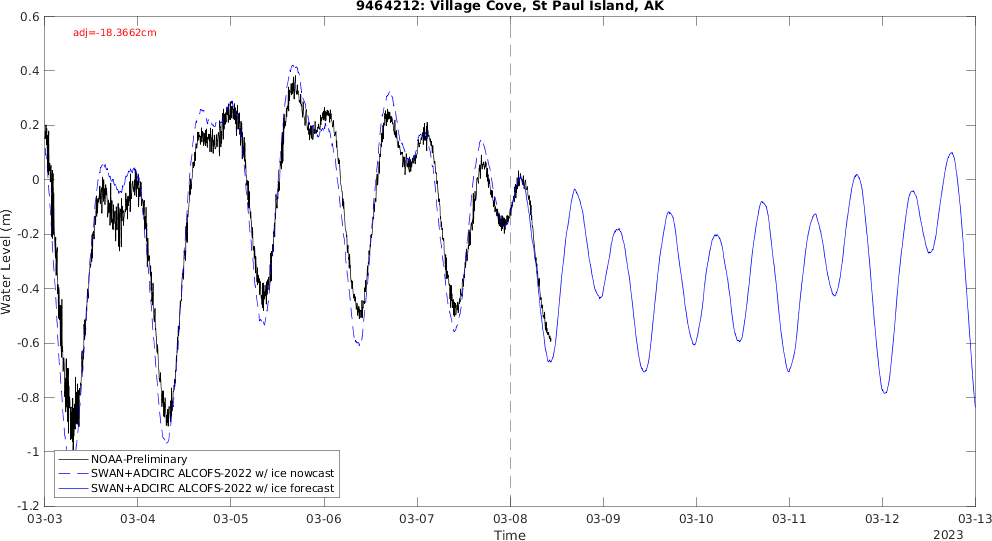 9464212: Village Cove, St Paul Island, AK
adj=-18.3662cm
0.6
0.4
0.2
0
-0.2
-0.4
-0.6
-0.8
-1
-1.2
Water Level (m)
NOAA-Preliminary
SWAN+ADCIRC ALCOFS-2022 w/ ice nowcast
SWAN+ADCIRC ALCOFS-2022 w/ ice forecast
03-03 03-04 03-05 03-06 03-07 03-08 03-09 03-10 03-11 03-12 03-13
Time
2023